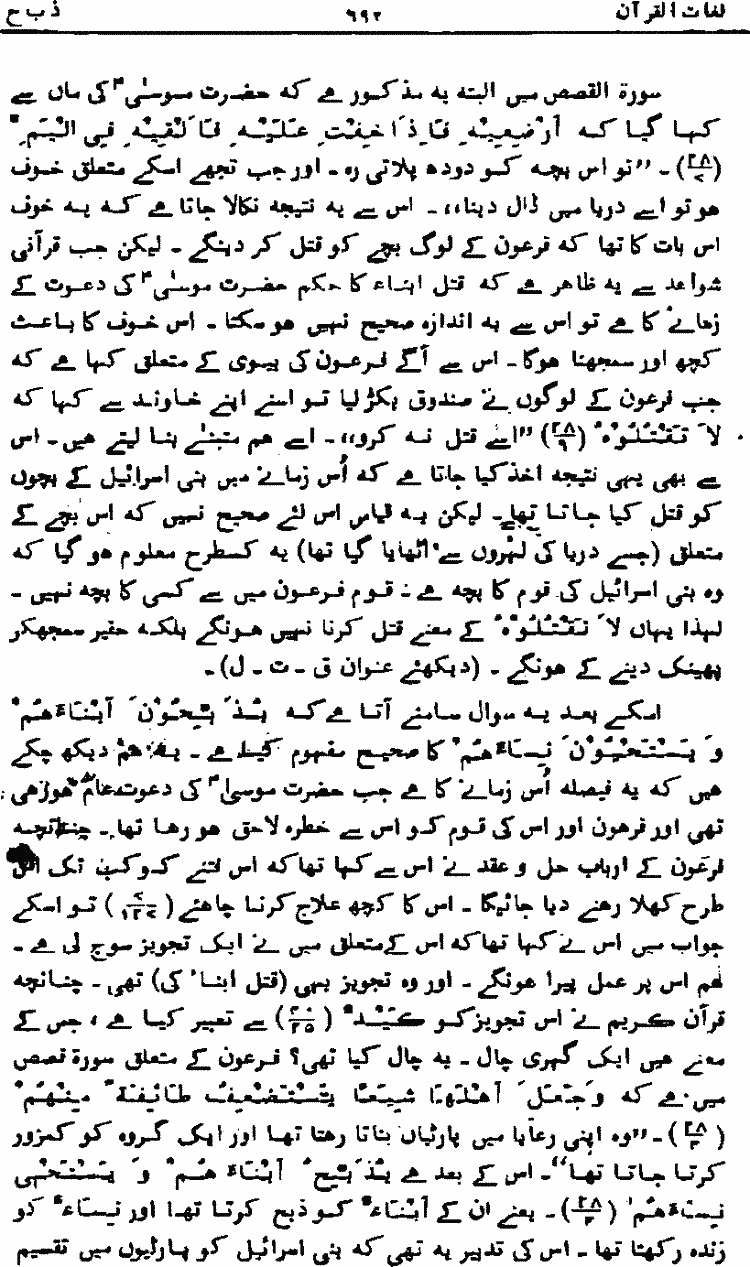 لغات القرآن ۶۹۲ ذ ب ح
سورۃ القصص میں البتہ یہ مذکور ہے کہ حضرت موسیٰؑ کی ماں سے
کہا گیا کہ اَرْضِعِیْہِ فَاِذَا خِفْتِ عَلَیْہِ فَاَلْقِیْہِ فِی الْیَمِّ
(۲۸/۷)۔ ”تو اس بچہ کو دودھ پلاتی رہ۔ اور جب تجھے اسکے متعلق خوف
ہو تو اسے دریا میں ڈال دینا،،۔ اس سے یہ نتیجہ نکالا جاتا ہے کہ یہ خوف
اس بات کا تھا کہ فرعون کے لوگ بچے کو قتل کر دینگے۔ لیکن جب قرآنی
شواہد سے یہ ظاہر ہے کہ قتل ابناء کا حکم حضرت موسیٰؑ کی دعوت کے
زمانے کا ہے تو اس سے یہ اندازہ صحیح نہیں ہو سکتا۔ اس خوف کا باعث
کچھ اور سمجھنا ہوگا۔ اس سے آگے فرعون کی بیوی کے متعلق کہا ہے کہ
جب فرعون کے لوگوں نے صندوق پکڑ لیا تو اسنے اپنے خاوند سے کہا کہ
لَا تَقْتُلُوْہُ (۲۸/۹) ”اسے قتل نہ کرو،،۔ اسے ہم متبنّٰے بنا لیتے ہیں۔ اس
سے بھی یہی نتیجہ اخذ کیا جاتا ہے کہ اُس زمانے میں بنی اسرائیل کے بچوں
کو قتل کیا جاتا تھا۔ لیکن یہ قیاس اس لئے صحیح نہیں کہ اس بچے کے
متعلق (جسے دریا کی لہروں سے اٹھایا گیا تھا) یہ کسطرح معلوم ہو گیا کہ
وہ بنی اسرائیل کی قوم کا بچہ ہے: قوم فرعون میں سے کسی کا بچہ نہیں۔
لہذا یہاں لَا تَقْتُلُوْہُ کے معنے قتل کرنا نہیں ہونگے بلکہ حقیر سمجھکر
پھینک دینے کے ہونگے۔ (دیکھئے عنوان ق۔ت۔ل)۔
اسکے بعد یہ سوال سامنے آتا ہے کہ یُذَبِّحُوْنَ اَبْنَاءَھُمْ
وَ یَسْتَحْیُوْنَ نِسَاءَھُمْ کا صحیح مفہوم کیا ہے۔ یہ ہم دیکھ چکے
ہیں کہ یہ فیصلہ اُس زمانے کا ہے جب حضرت موسیٰؑ کی دعوت عام ہو رہی
تھی اور فرعون اور اس کی قوم کو اس سے خطرہ لاحق ہو رہا تھا۔ چنانچہ
فرعون کے ارباب حل و عقد نے اس سے کہا تھا کہ اس فتنے کو کب تک اس
طرح کھلا رہنے دیا جائیگا۔ اس کا کچھ علاج کرنا چاہئے (۷/۱۲۷) تو اسکے
جواب میں اس نے کہا تھا کہ اس کے متعلق میں نے ایک تجویز سوچ لی ہے۔
ہم اس پر عمل پیرا ہونگے۔ اور وہ تجویز یہی (قتل ابناء کی) تھی۔ چنانچہ
قرآن کریم نے اس تجویز کو کَیْد (۴۰/۲۵) سے تعبیر کیا ہے، جس کے
معنے ہیں ایک گہری چال۔ یہ چال کیا تھی؟ فرعون کے متعلق سورۃ قصص
میں ہے کہ وَجَعَلَ اَھْلَھَا شِیَعًا یَّسْتَضْعِفُ طَائِفَۃً مِّنْھُمْ
(۲۸/۴)۔ ”وہ اپنی رعایا میں پارٹیاں بناتا رہتا تھا اور ایک گروہ کو کمزور
کرتا جاتا تھا“۔ اس کے بعد ہے یُذَبِّحُ اَبْنَاءَ ھُمْ وَ یَسْتَحْیٖ
نِسَاءَھُمْ (۲۸/۴)۔ یعنے ان کے اَبْنَاء کو ذبح کرتا تھا اور نِسَاء کو
زندہ رکھتا تھا۔ اس کی تدبیر یہ تھی کہ بنی اسرائیل کو پارٹیوں میں تقسیم